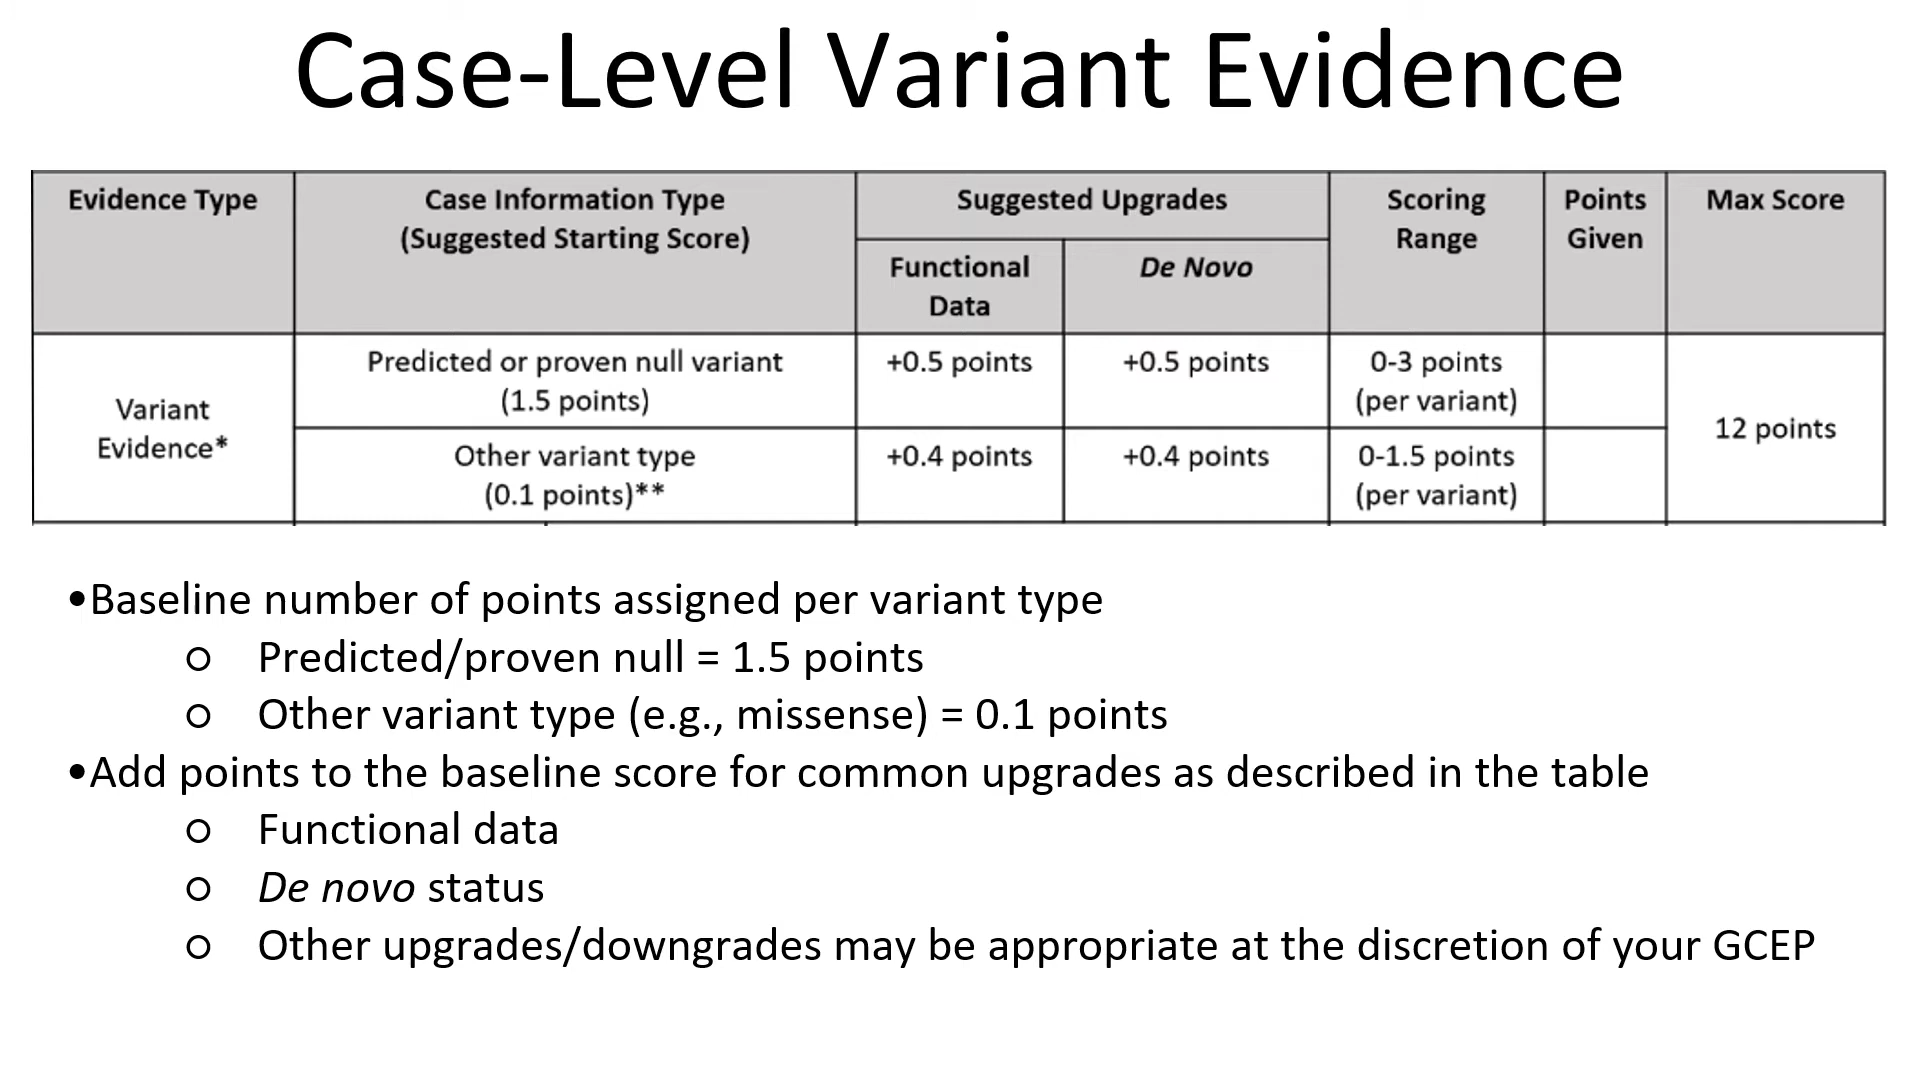 Case-Level Variant Evidence
Evidence Type
Case Information Type
(Suggested Starting Score)
Suggested Upgrades
Functional
Data
De Novo
Scoring
Range
Points
Given
Max Score
Variant
Evidence*
Predicted or proven null variant
(1.5 points)
+0.5 points
+0.5 points
0-3 points
(per variant)
Other variant type
(0.1 points)**
+0.4 points
+0.4 points
0-1.5 points
(per variant)
12 points
•Baseline number of points assigned per variant type
○ Predicted/proven null = 1.5 points
○ Other variant type (e.g., missense) = 0.1 points
•Add points to the baseline score for common upgrades as described in the table
○ Functional data
○ De novo status
○ Other upgrades/downgrades may be appropriate at the discretion of your GCEP